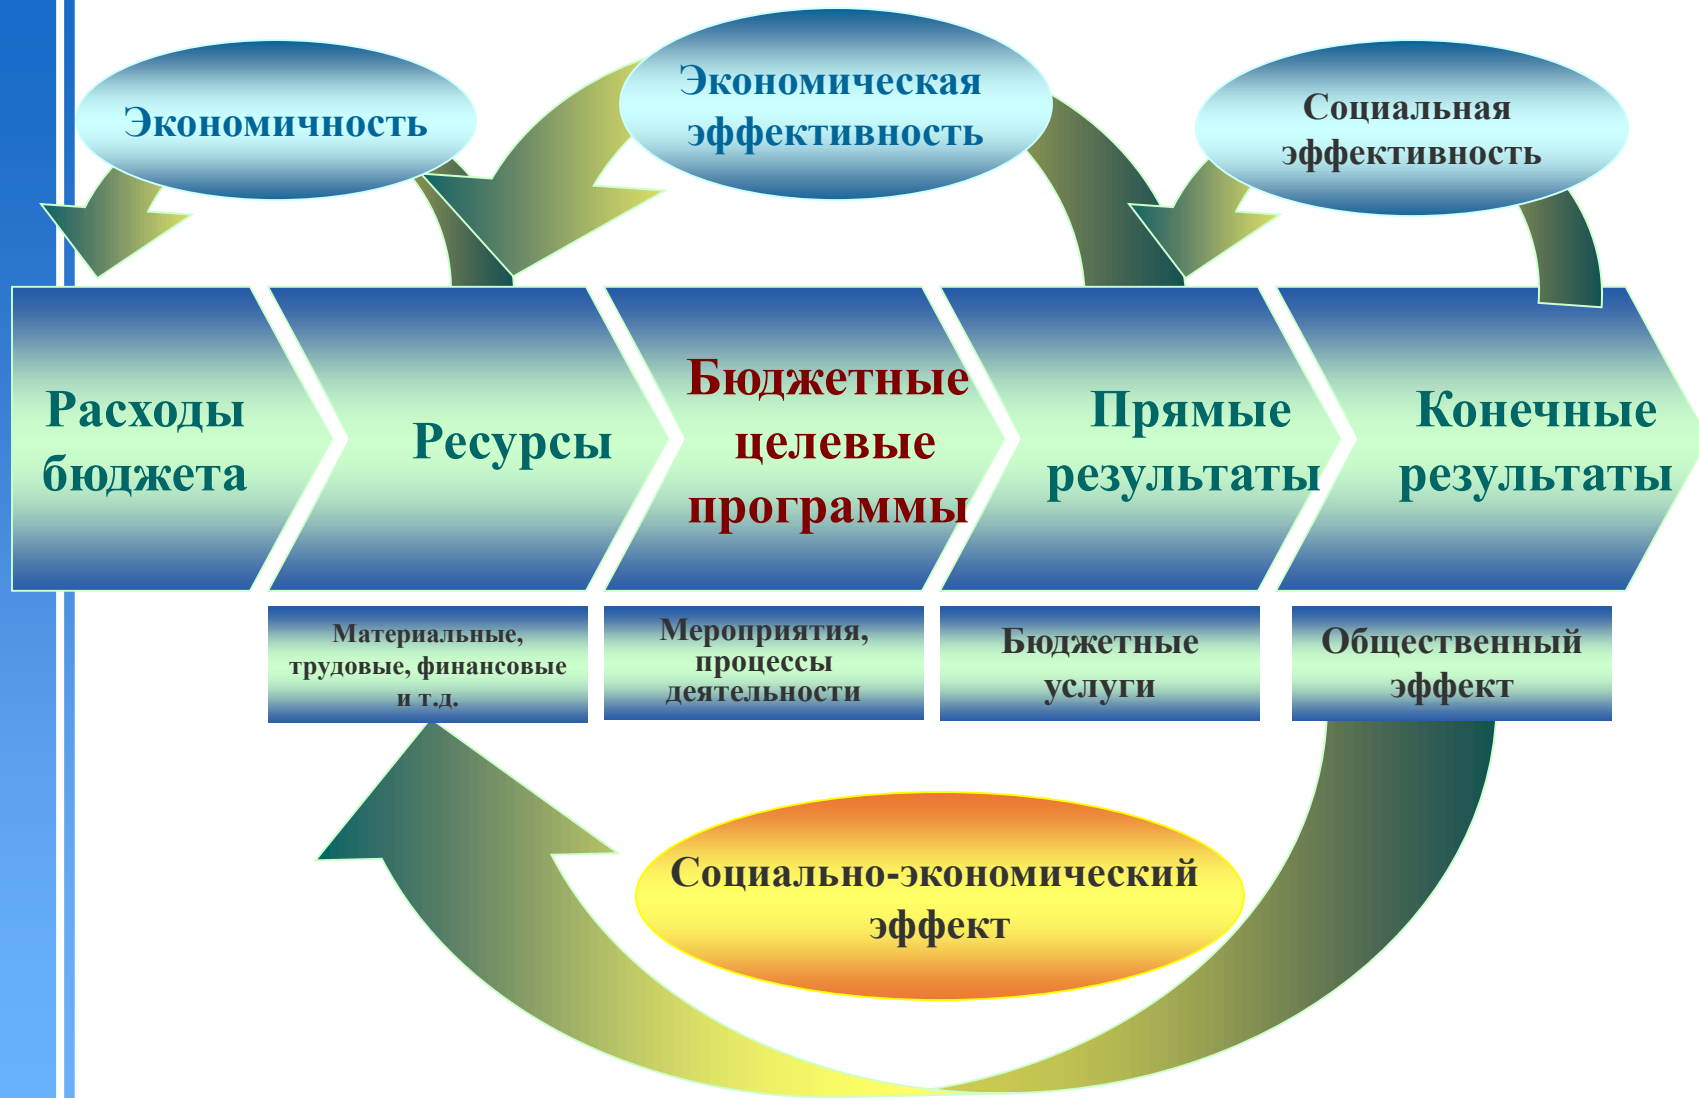 Экономичность
Экономическая
эффективность
Социальная
эффективность
Расходы
бюджета
Ресурсы
Бюджетные
целевые
программы
Прямые
результаты
Конечные
результаты
Материальные,
трудовые, финансовые
и т.д.
Мероприятия,
процессы
деятельности
Бюджетные
услуги
Общественный
эффект
Социально-экономический
эффект